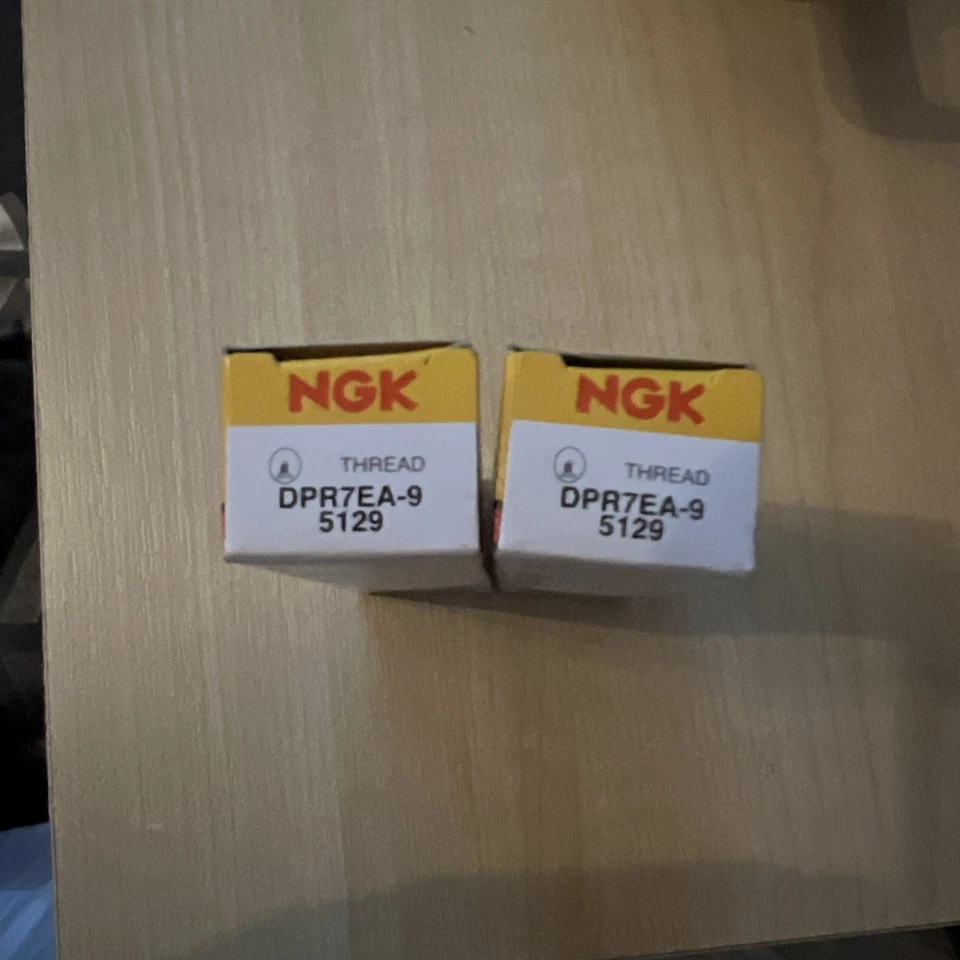 NGK
THREAD
DPR7EA-9
5129
NGK
THREAD
DPR7EA-9
5129